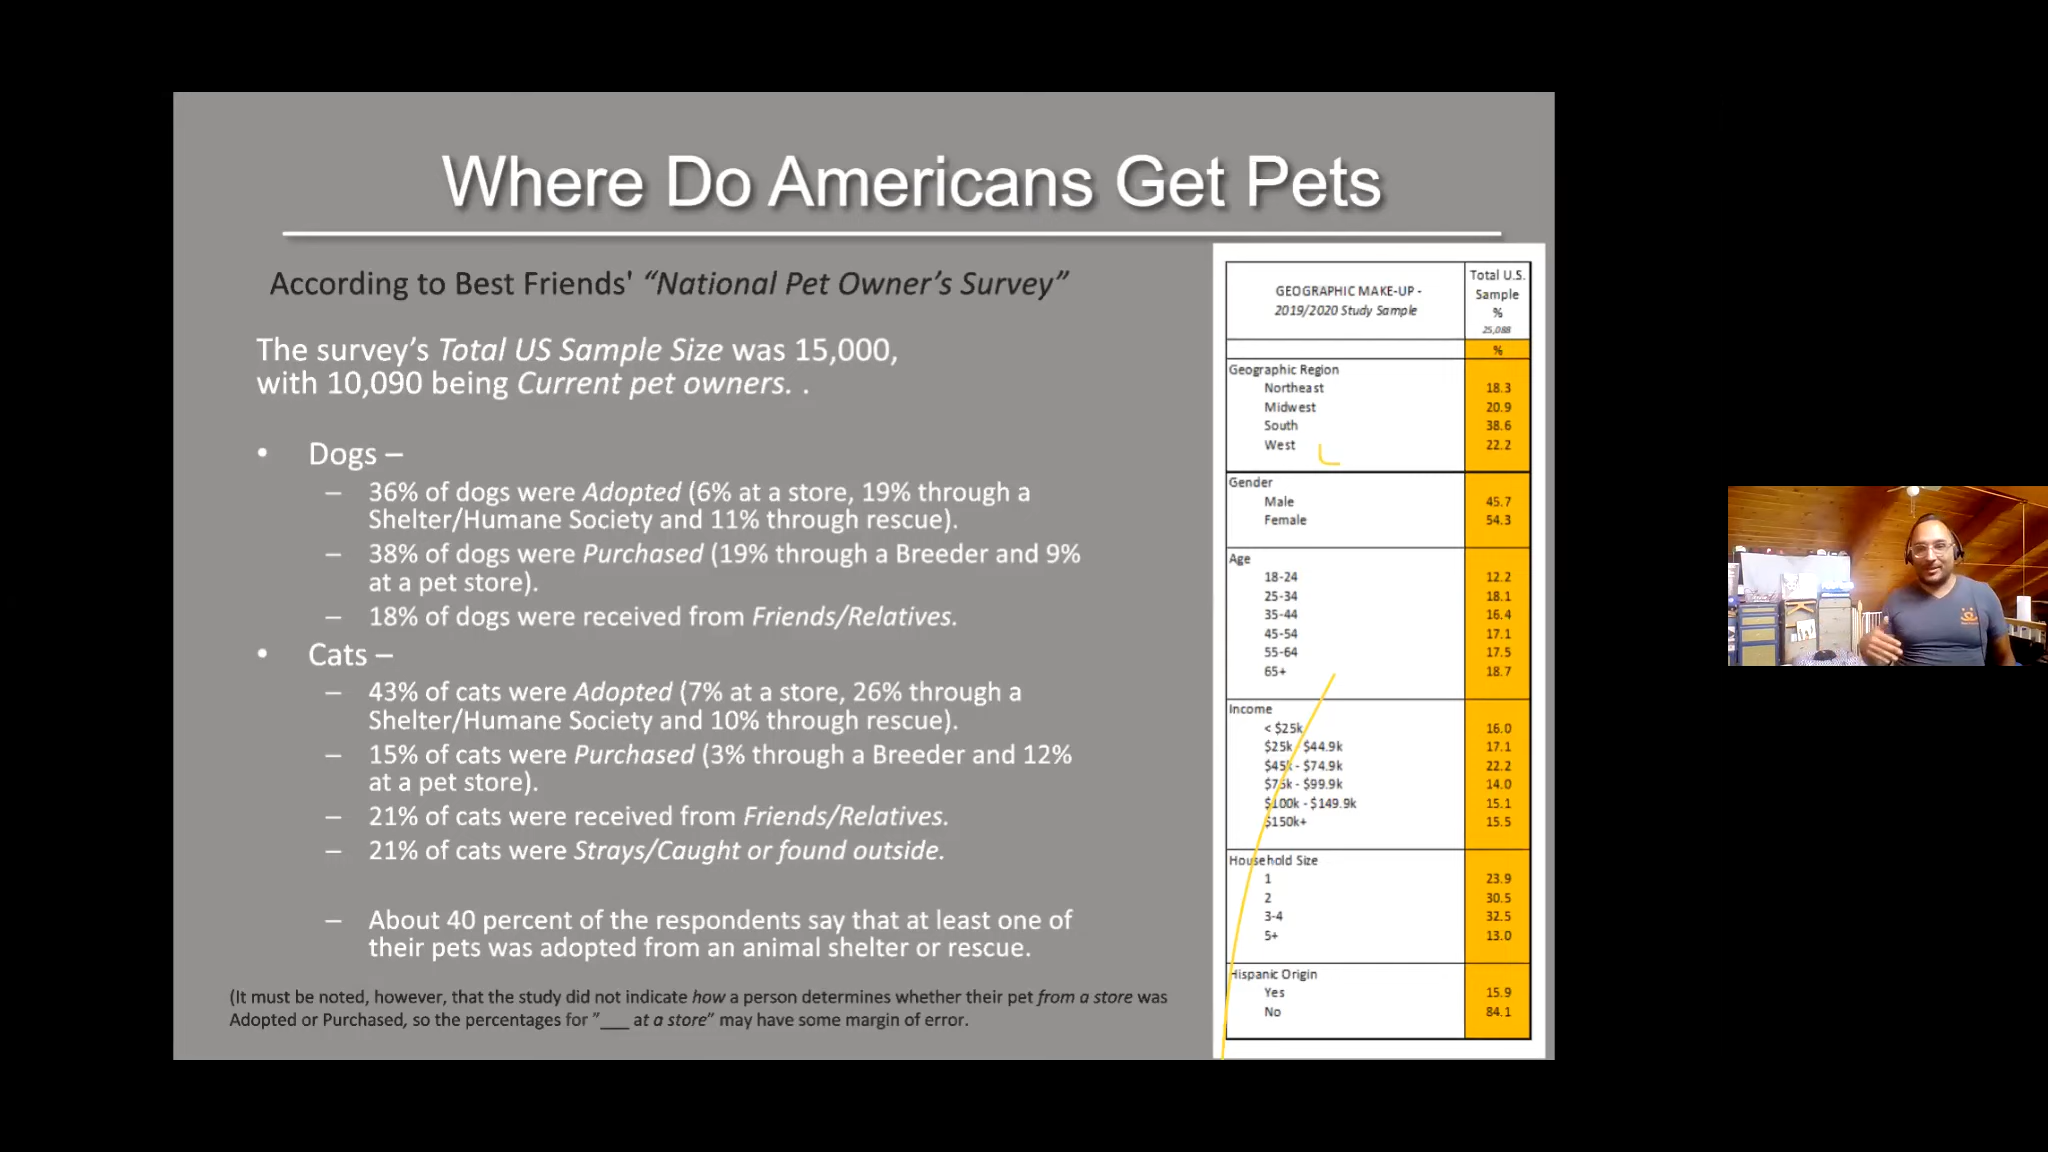 Where Do Americans Get Pets
According to Best Friends' “National Pet Owner’s Survey”
The survey’s Total US Sample Size was 15,000,
with 10,090 being Current pet owners. .
• Dogs –
– 36% of dogs were Adopted (6% at a store, 19% through a
Shelter/Humane Society and 11% through rescue).
– 38% of dogs were Purchased (19% through a Breeder and 9%
at a pet store).
– 18% of dogs were received from Friends/Relatives.
• Cats –
– 43% of cats were Adopted (7% at a store, 26% through a
Shelter/Humane Society and 10% through rescue).
– 15% of cats were Purchased (3% through a Breeder and 12%
at a pet store).
– 21% of cats were received from Friends/Relatives.
– 21% of cats were Strays/Caught or found outside.
– About 40 percent of the respondents say that at least one of
their pets was adopted from an animal shelter or rescue.
(It must be noted, however, that the study did not indicate how a person determines whether their pet from a store was
Adopted or Purchased, so the percentages for "___ at a store" may have some margin of error.
GEOGRAPHIC MAKE-UP -
2019/2020 Study Sample
Total U.S.
Sample
%
25,088
%
Geographic Region
Northeast 18.3
Midwest 20.9
South 38.6
West 22.2
Gender
Male 45.7
Female 54.3
Age
18-24 12.2
25-34 18.1
35-44 16.4
45-54 17.1
55-64 17.5
65+ 18.7
Income
< $25k 16.0
$25k - $44.9k 17.1
$45k - $74.9k 22.2
$75k - $99.9k 14.0
$100k - $149.9k 15.1
$150k+ 15.5
Household Size
1 23.9
2 30.5
3-4 32.5
5+ 13.0
Hispanic Origin
Yes 15.9
No 84.1